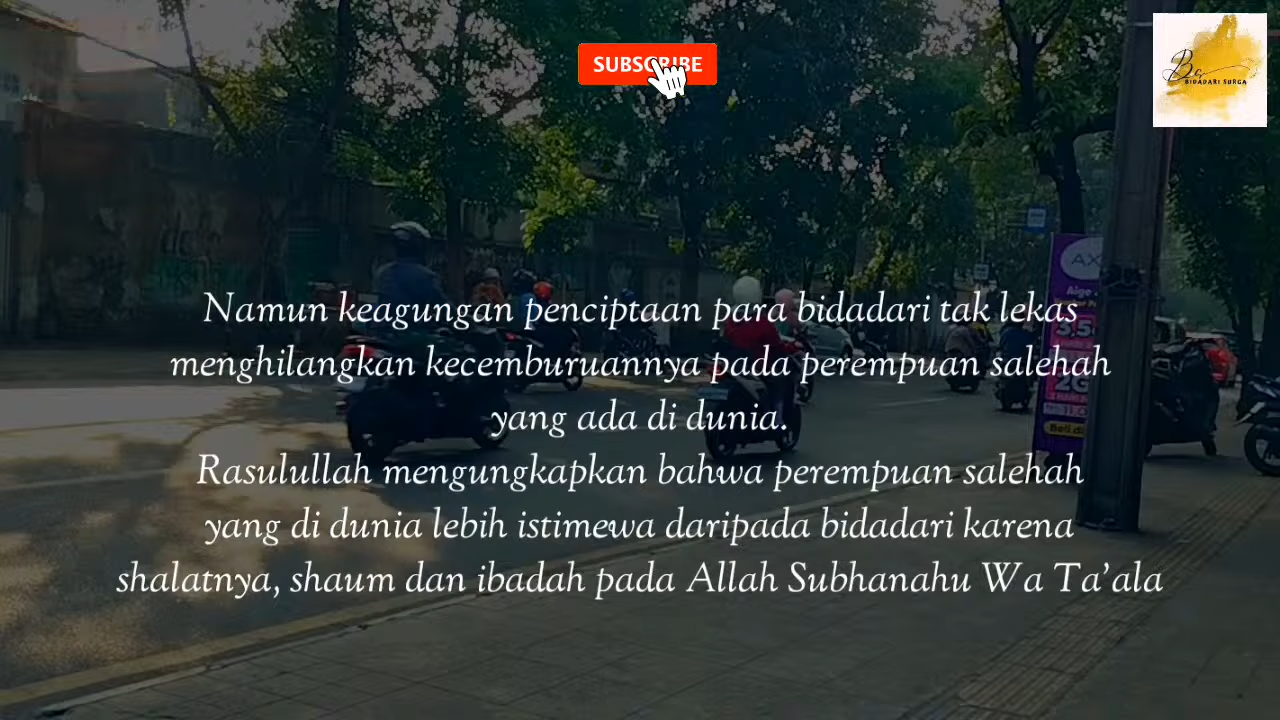 SUBSCRIBE
BIDADARI SURGA
Namun keagungan penciptaan para bidadari tak lekas
menghilangkan kecemburuannya pada perempuan salehah
yang ada di dunia.
Rasulullah mengungkapkan bahwa perempuan salehah
yang di dunia lebih istimewa daripada bidadari karena
shalatnya, shaum dan ibadah pada Allah Subhanahu Wa Ta'ala
AX
2G